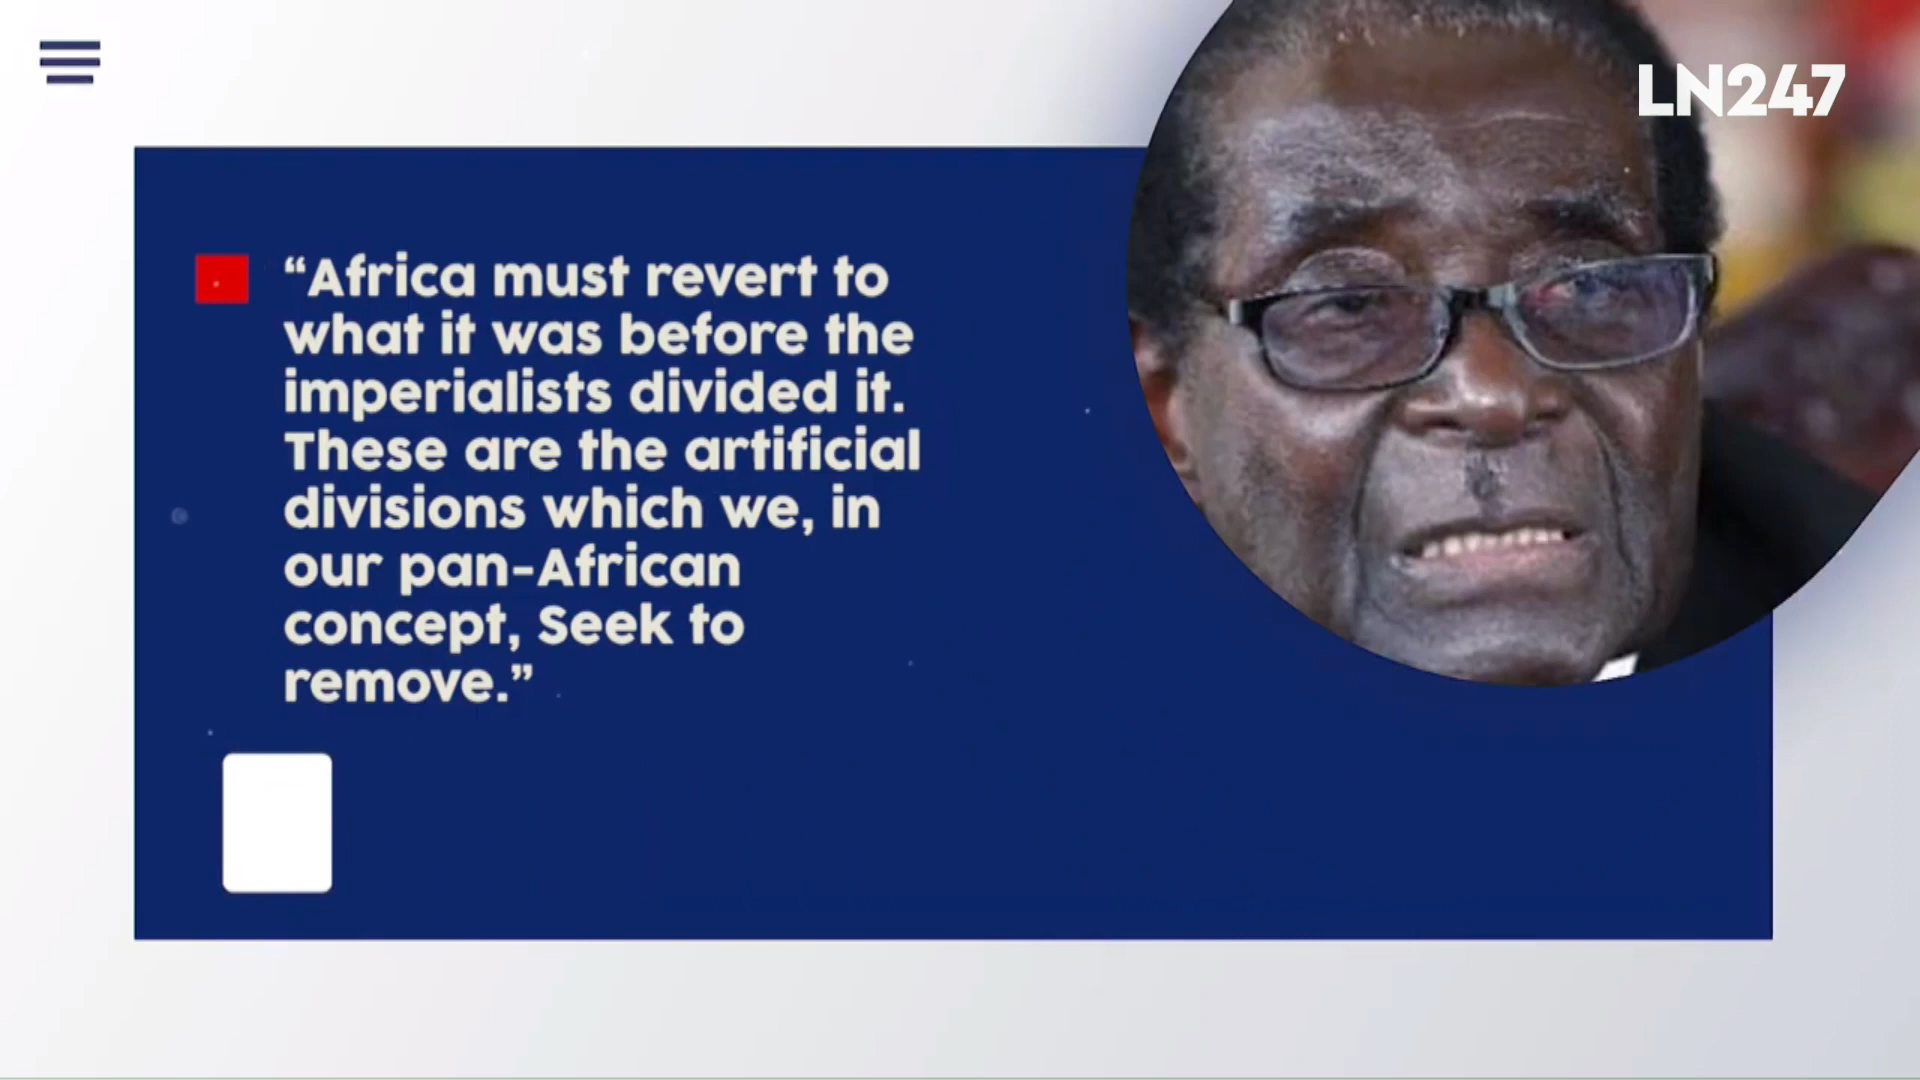 LN247
“Africa must revert to
what it was before the
imperialists divided it.
These are the artificial
divisions which we, in
our pan-African
concept, Seek to
remove.”